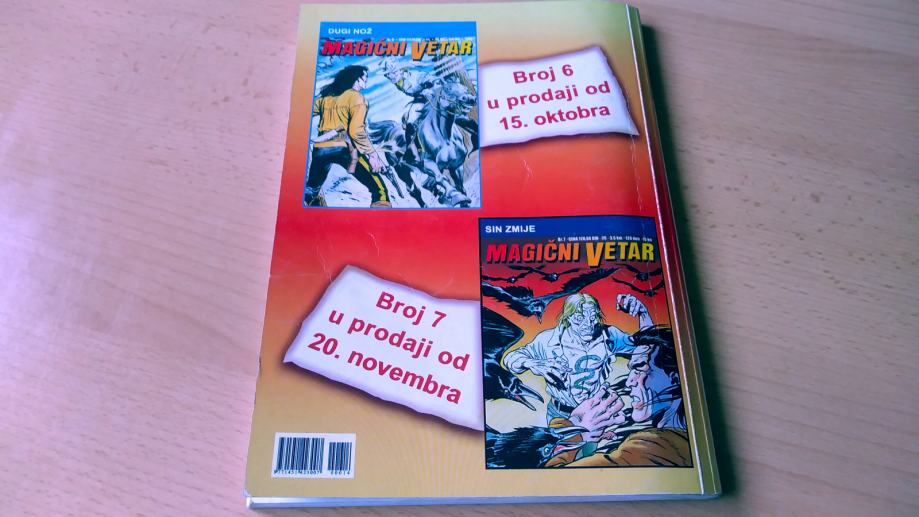 DUGI NOŽ
MAGIČNI VETAR
Broj 6
u prodaji od
15. oktobra
SIN ZMIJE
MAGIČNI VETAR
Broj 7
u prodaji od
20. novembra
00014